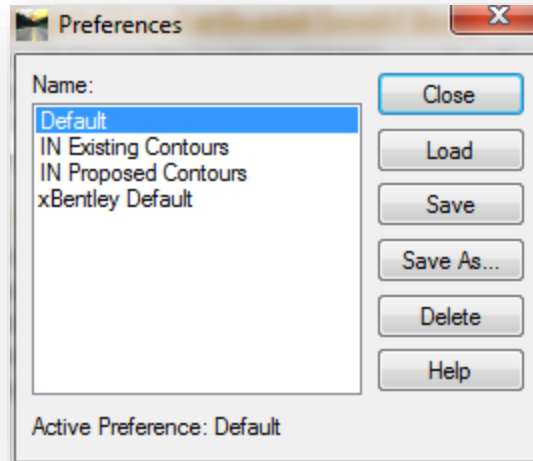 Preferences
Name:
Default
IN Existing Contours
IN Proposed Contours
xBentley Default
Close
Load
Save
Save As...
Delete
Help
Active Preference: Default